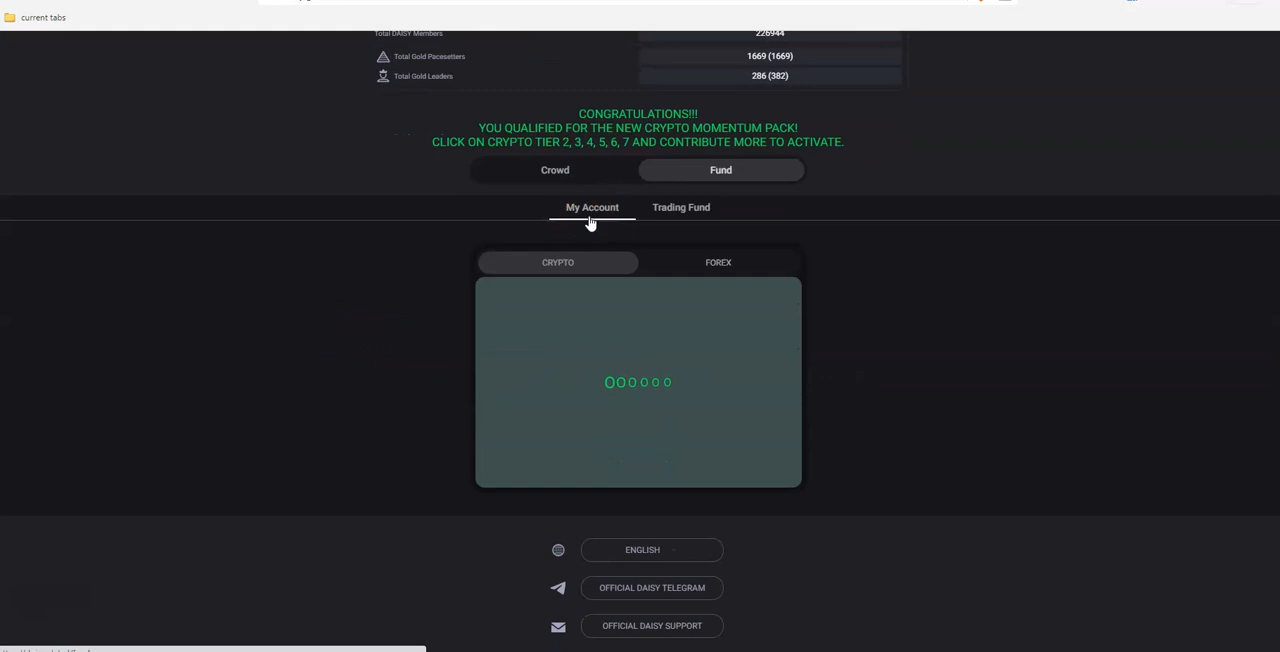 current tabs
Total DAISY Members 226944
Total Gold Pacesetters 1669 (1669)
Total Gold Leaders 286 (382)
CONGRATULATIONS!!!
YOU QUALIFIED FOR THE NEW CRYPTO MOMENTUM PACK!
CLICK ON CRYPTO TIER 2, 3, 4, 5, 6, 7 AND CONTRIBUTE MORE TO ACTIVATE.
Crowd Fund
My Account Trading Fund
CRYPTO FOREX
ENGLISH
OFFICIAL DAISY TELEGRAM
OFFICIAL DAISY SUPPORT